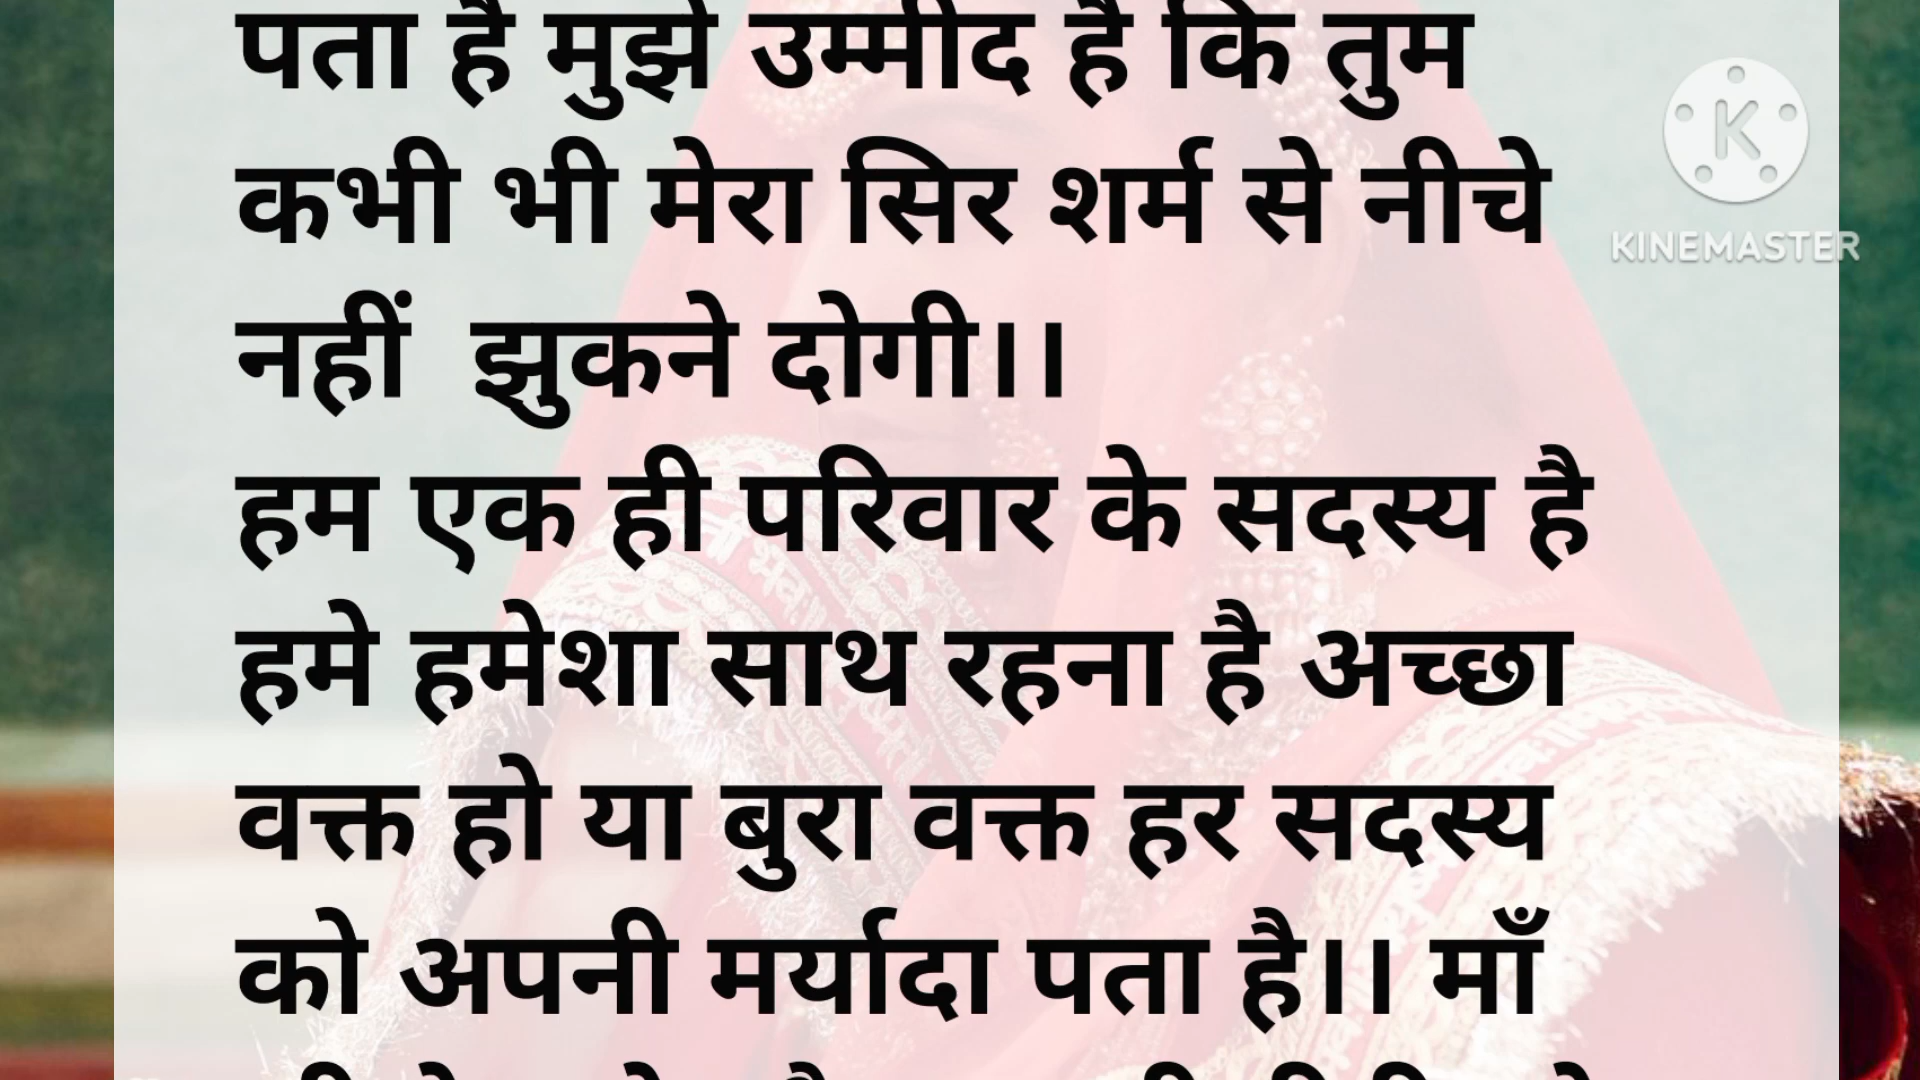 पता है मुझे उम्मीद है कि तुम
कभी भी मेरा सिर शर्म से नीचे
नहीं  झुकने दोगी।।
हम एक ही परिवार के सदस्य है
हमे हमेशा साथ रहना है अच्छा
वक्त हो या बुरा वक्त हर सदस्य
को अपनी मर्यादा पता है।। माँ
K
KINEMASTER